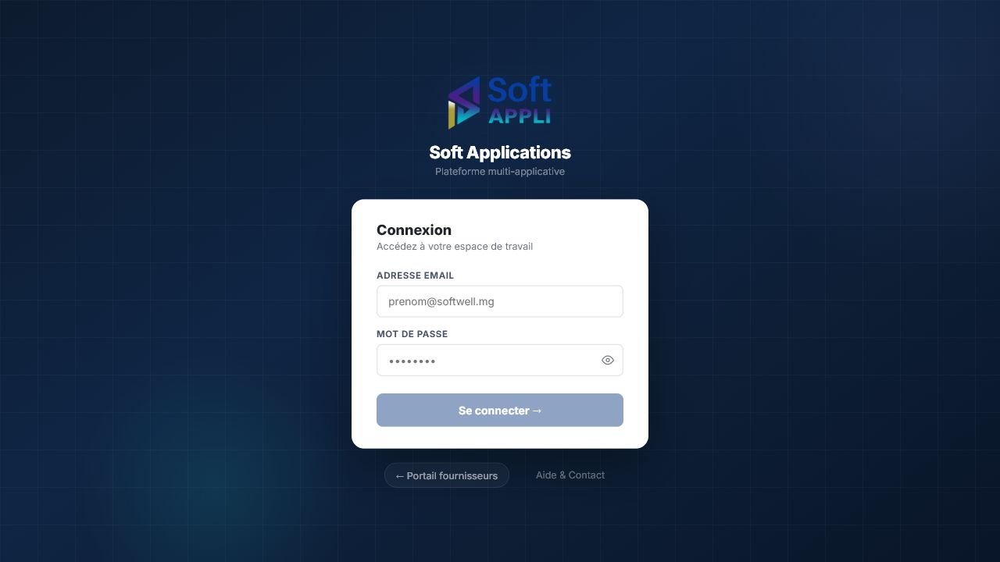 Soft
APPLI
Soft Applications
Plateforme multi-applicative
Connexion
Accédez à votre espace de travail
ADRESSE EMAIL
prenom@softwell.mg
MOT DE PASSE
••••••••
Se connecter →
← Portail fournisseurs
Aide & Contact